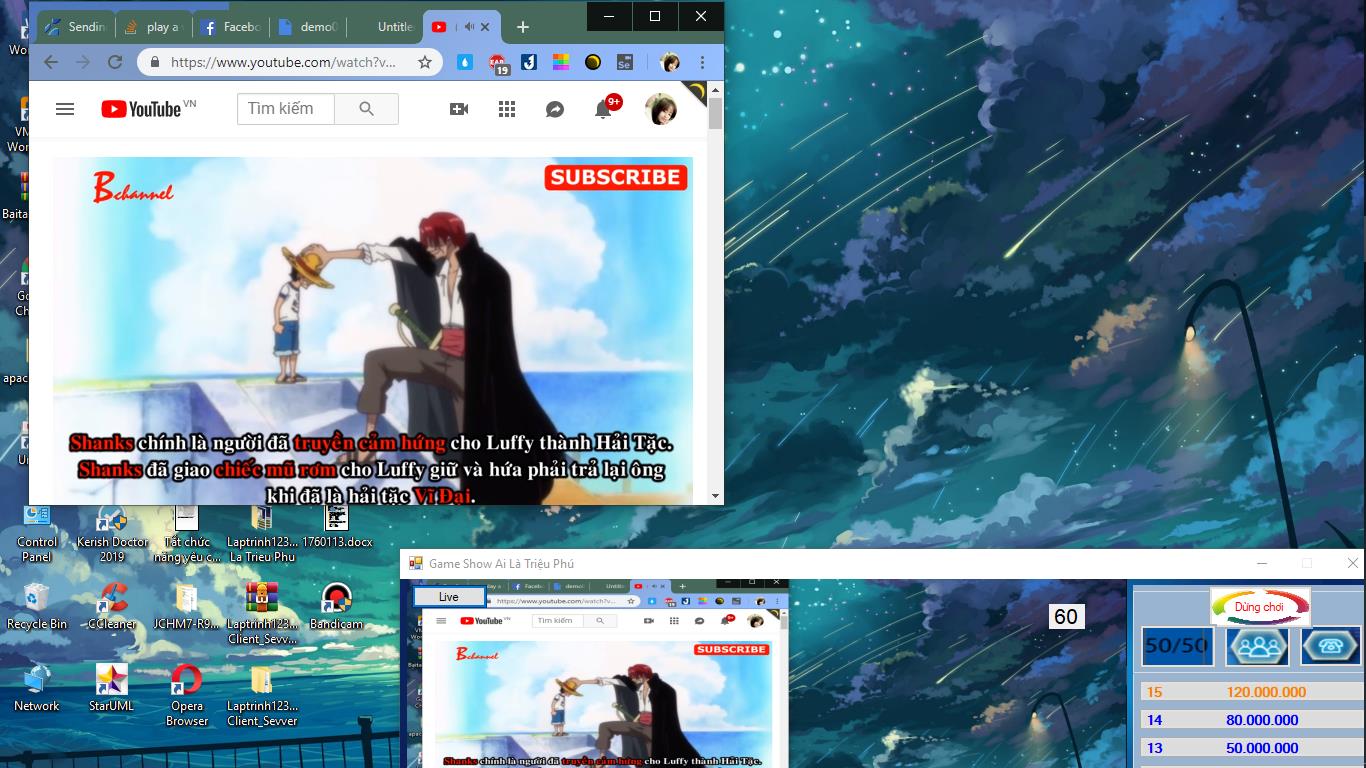 Sendin
play a
Facebo
demo0
Untitle
https://www.youtube.com/watch?v...
19
YouTube VN
Tìm kiếm
9+
Bchannel
SUBSCRIBE
Shanks chính là người đã truyền cảm hứng cho Luffy thành Hải Tặc.
Shanks đã giao chiếc mũ rơm cho Luffy giữ và hứa phải trả lại ông
khi đã là hải tặc Vĩ Đại.
Control Panel
Kerish Doctor 2019
Tất chức năng yêu c...
Laptrinh123... La Trieu Phu
1760113.docx
Recycle Bin
CCleaner
JCHM7-R9...
Laptrinh123... Client_Sevv...
Bandicam
Network
StarUML
Opera Browser
Laptrinh123... Client_Sevver
Game Show Ai Là Triệu Phú
Live
https://www.youtube.com/watch?v...
YouTube VN
Tìm kiếm
Bchannel
SUBSCRIBE
Shanks chính là người đã truyền cảm hứng cho Luffy thành Hải Tặc.
60
Dừng chơi
50/50
15 120.000.000
14 80.000.000
13 50.000.000